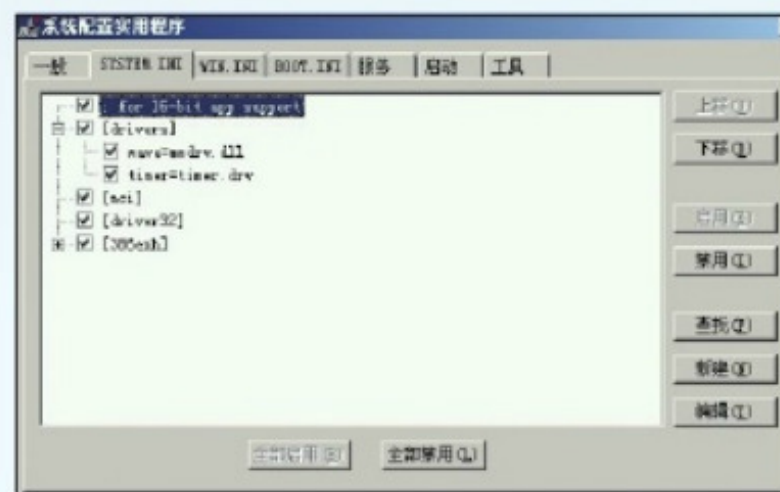 系统配置实用程序
一般 SYSTEM.INI WIN.INI BOOT.INI 服务 启动 工具
; for 16-bit app support
[drivers]
wave=mmdrv.dll
timer=timer.drv
[mci]
[driver32]
[386enh]
上移(U)
下移(D)
启用(E)
禁用(I)
查找(F)
新建(W)
编辑(T)
全部启用(B)
全部禁用(L)